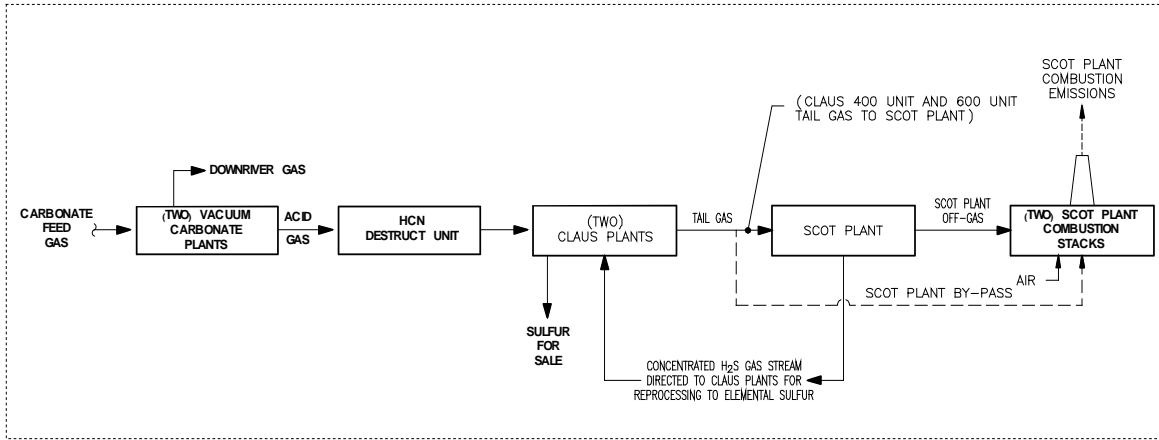 CARBONATE
FEED
GAS
DOWNRIVER GAS
(TWO) VACUUM
CARBONATE
PLANTS
ACID
GAS
HCN
DESTRUCT UNIT
(TWO)
CLAUS PLANTS
SULFUR
FOR
SALE
TAIL GAS
(CLAUS 400 UNIT AND 600 UNIT
TAIL GAS TO SCOT PLANT)
SCOT PLANT
SCOT PLANT
OFF-GAS
SCOT PLANT
COMBUSTION
EMISSIONS
(TWO) SCOT PLANT
COMBUSTION
STACKS
AIR
SCOT PLANT BY-PASS
CONCENTRATED H₂S GAS STREAM
DIRECTED TO CLAUS PLANTS FOR
REPROCESSING TO ELEMENTAL SULFUR